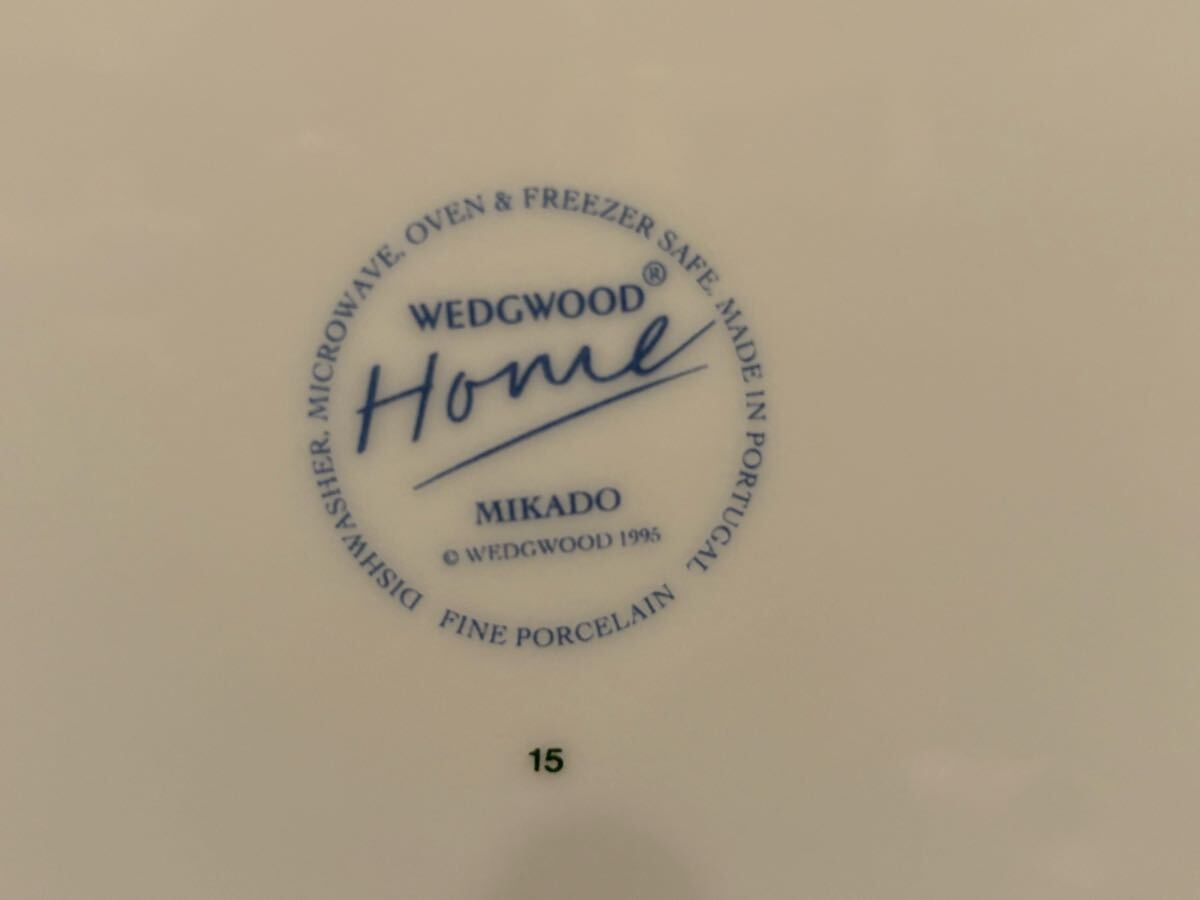 DISHWASHER, MICROWAVE, OVEN & FREEZER SAFE. MADE IN PORTUGAL
WEDGWOOD®
Home
MIKADO
© WEDGWOOD 1995
FINE PORCELAIN
15